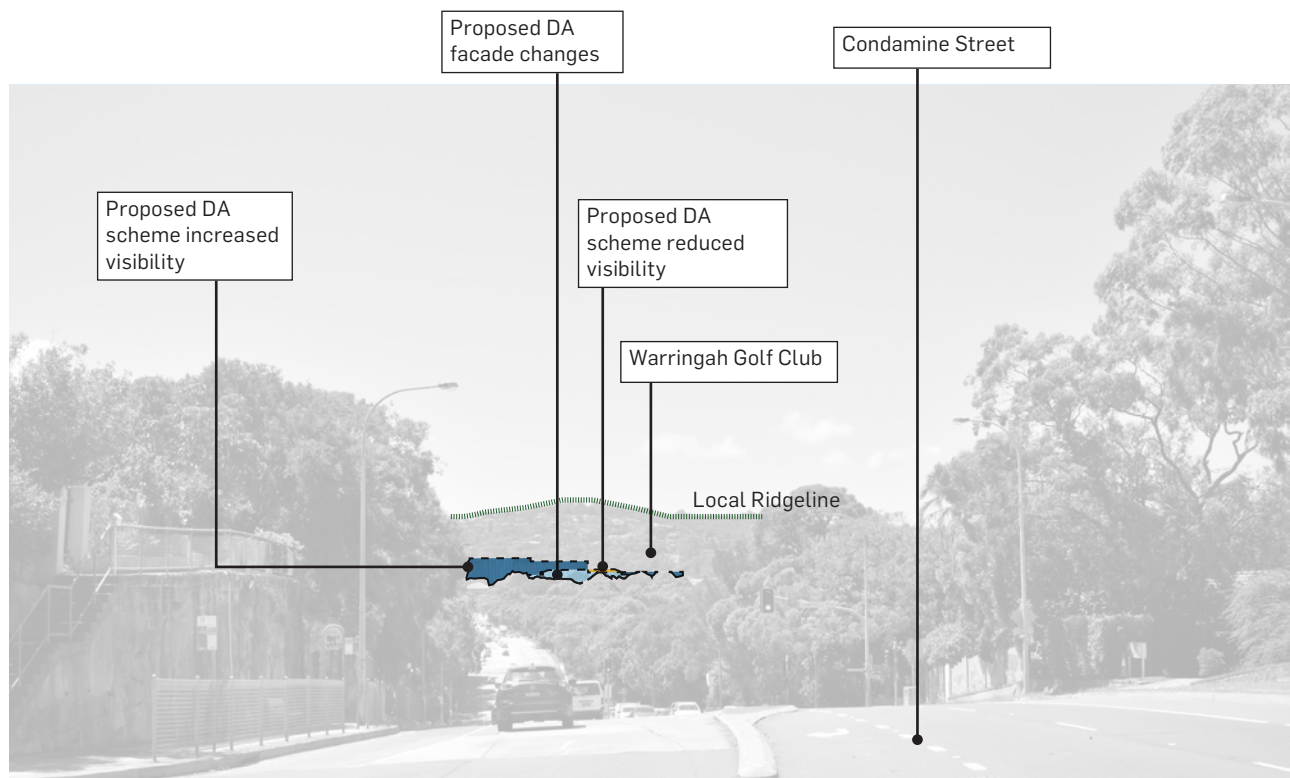 Proposed DA
facade changes
Condamine Street
Proposed DA
scheme increased
visibility
Proposed DA
scheme reduced
visibility
Warringah Golf Club
Local Ridgeline